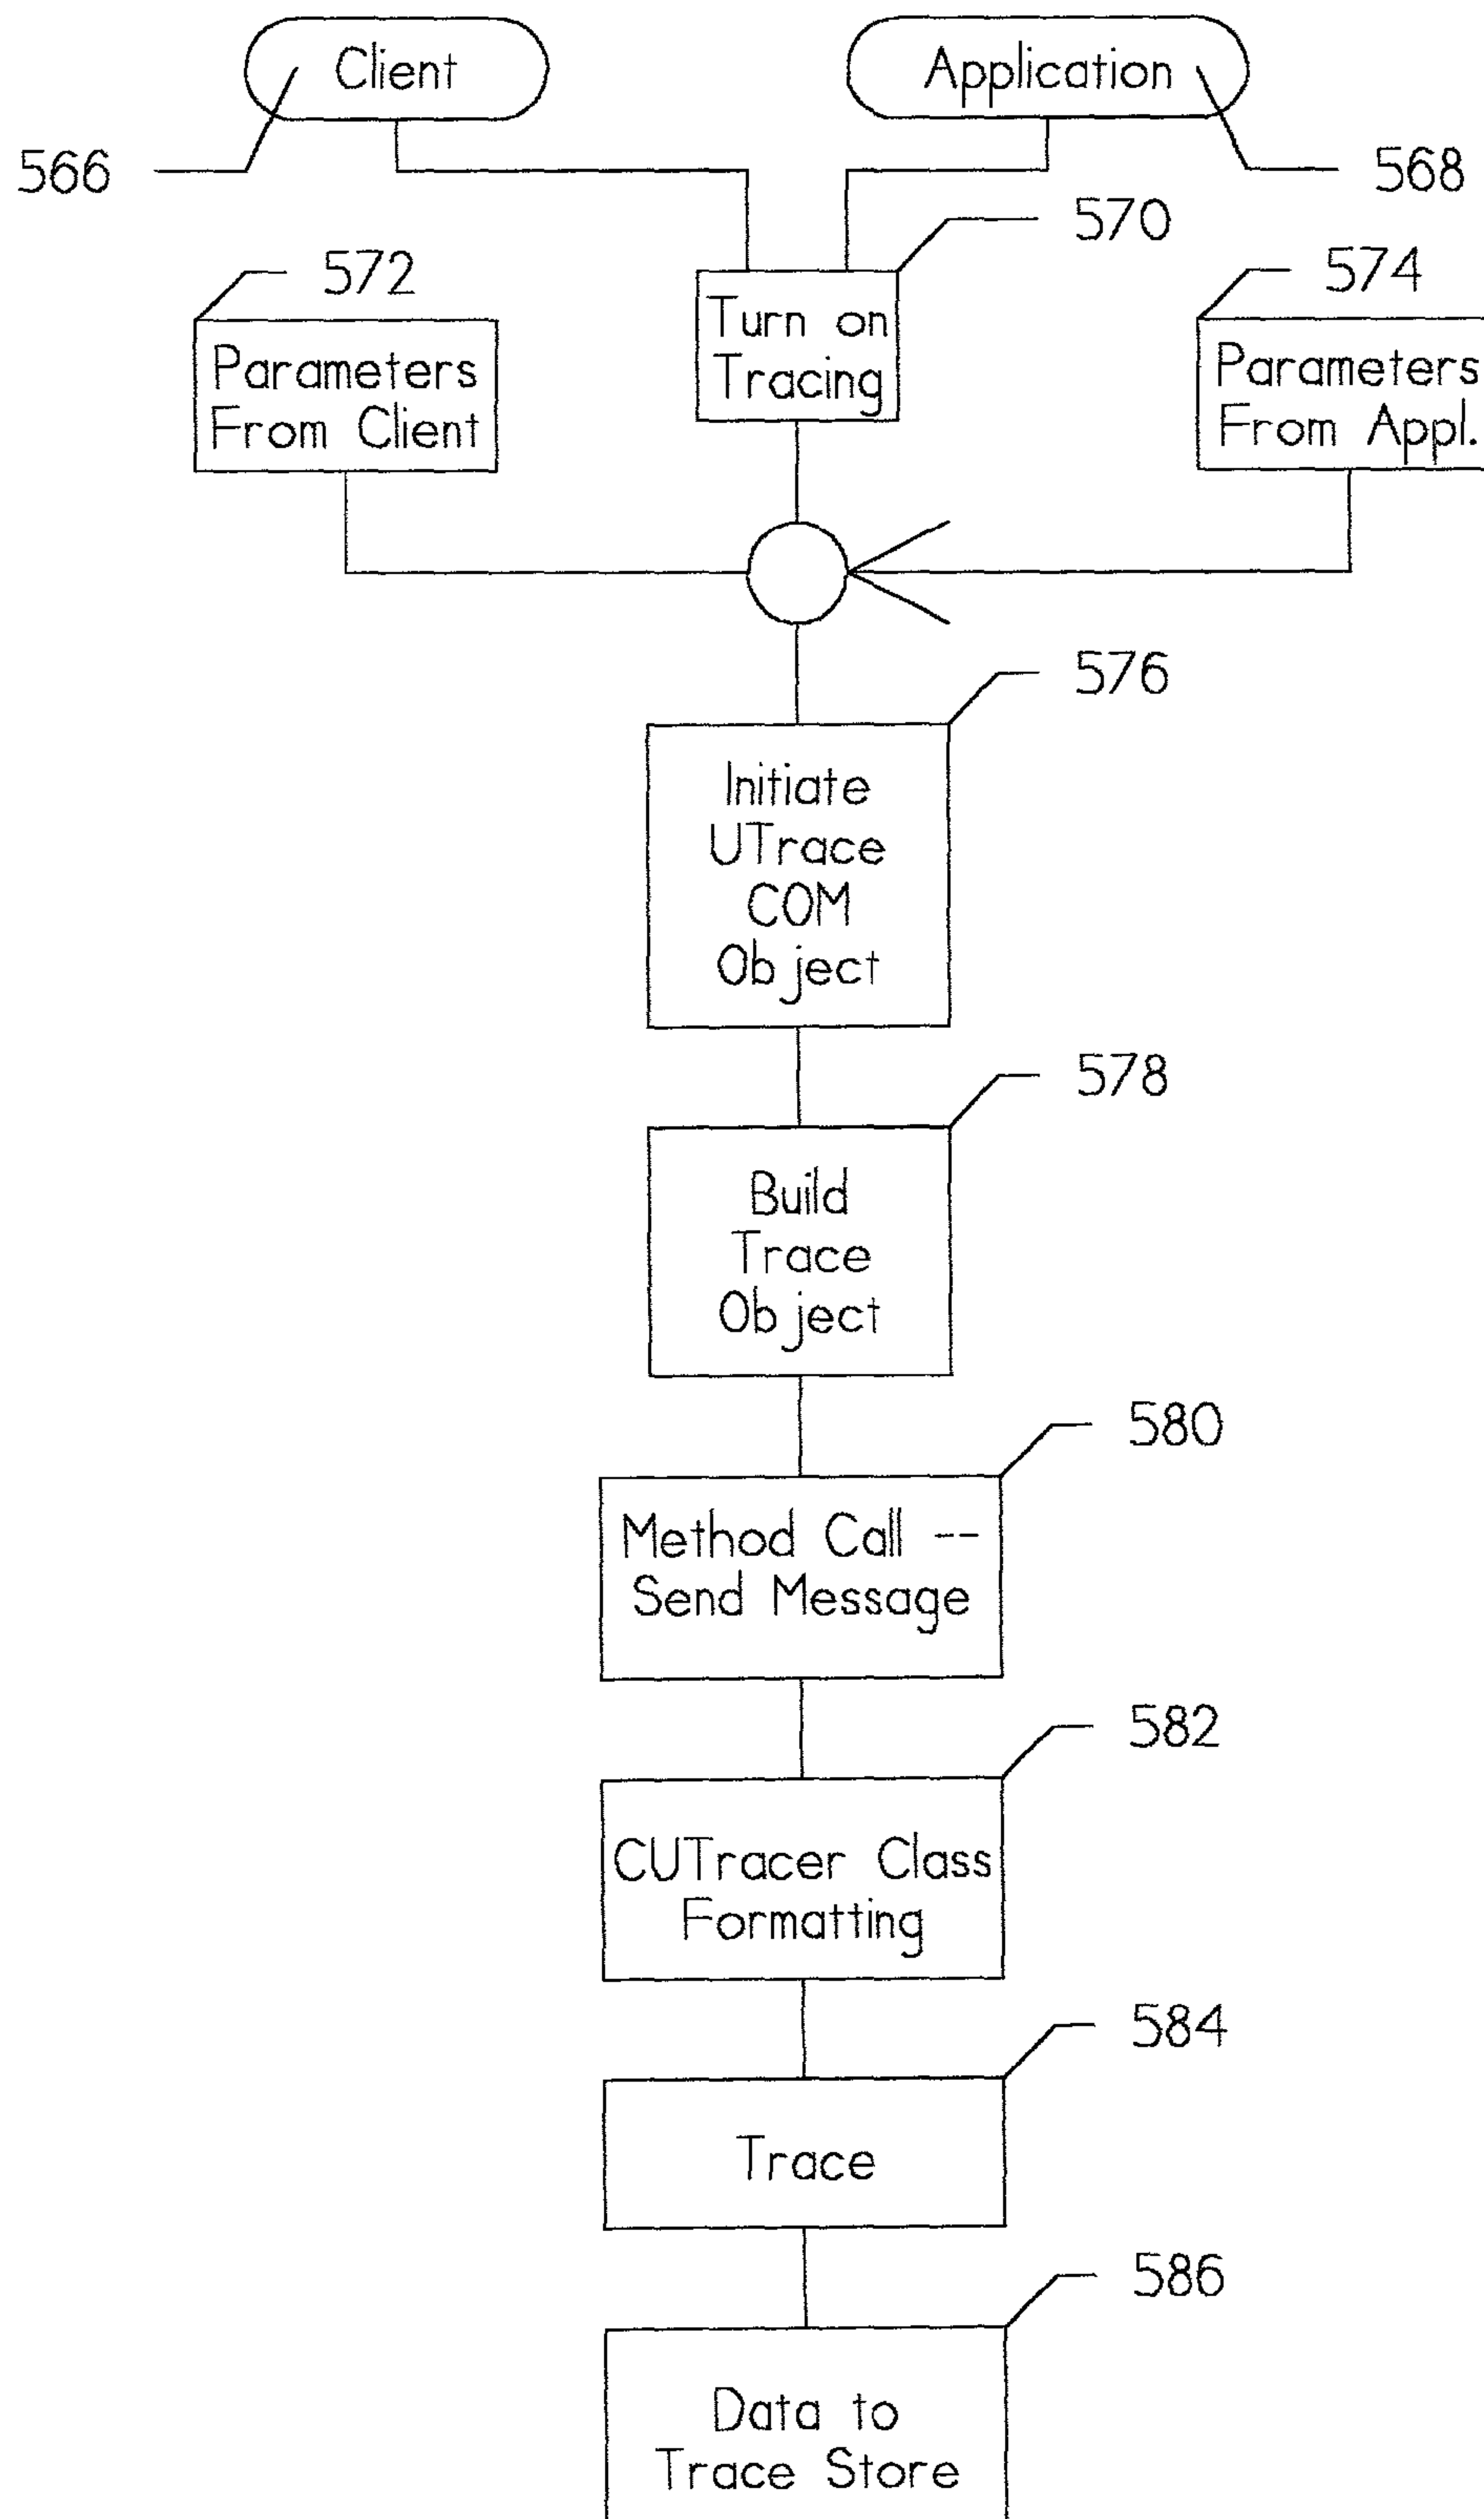 Client
Application
566
568
570
572
574
Turn on
Tracing
Parameters
From Client
Parameters
From Appl.
576
Initiate
UTrace
COM
Object
578
Build
Trace
Object
580
Method Call --
Send Message
582
CUTracer Class
Formatting
584
Trace
586
Data to
Trace Store